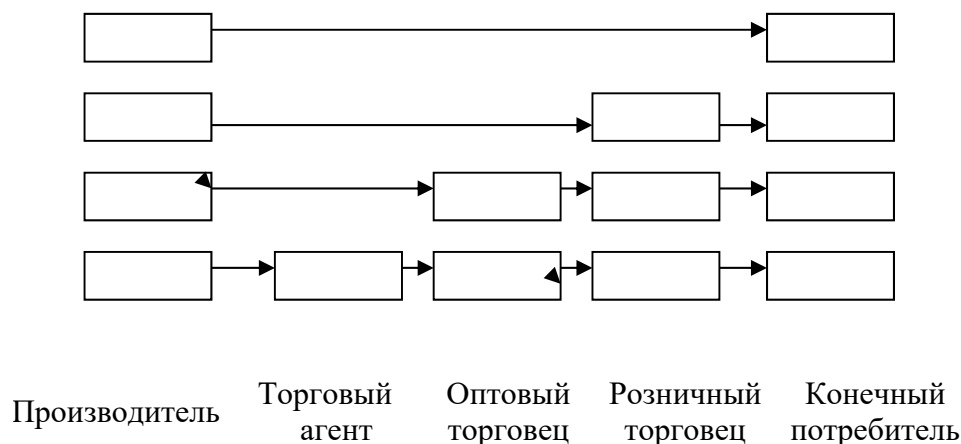 Производитель
Торговый
агент
Оптовый
торговец
Розничный
торговец
Конечный
потребитель